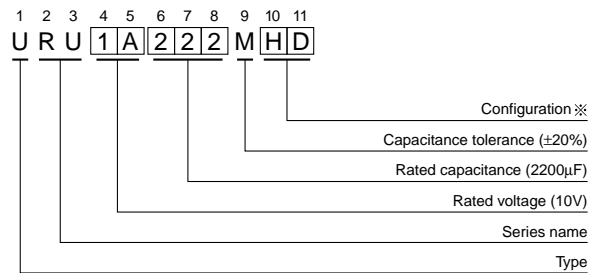 1 2 3 4 5 6 7 8 9 10 11
U R U 1 A 2 2 2 M H D
Configuration ※
Capacitance tolerance (±20%)
Rated capacitance (2200µF)
Rated voltage (10V)
Series name
Type